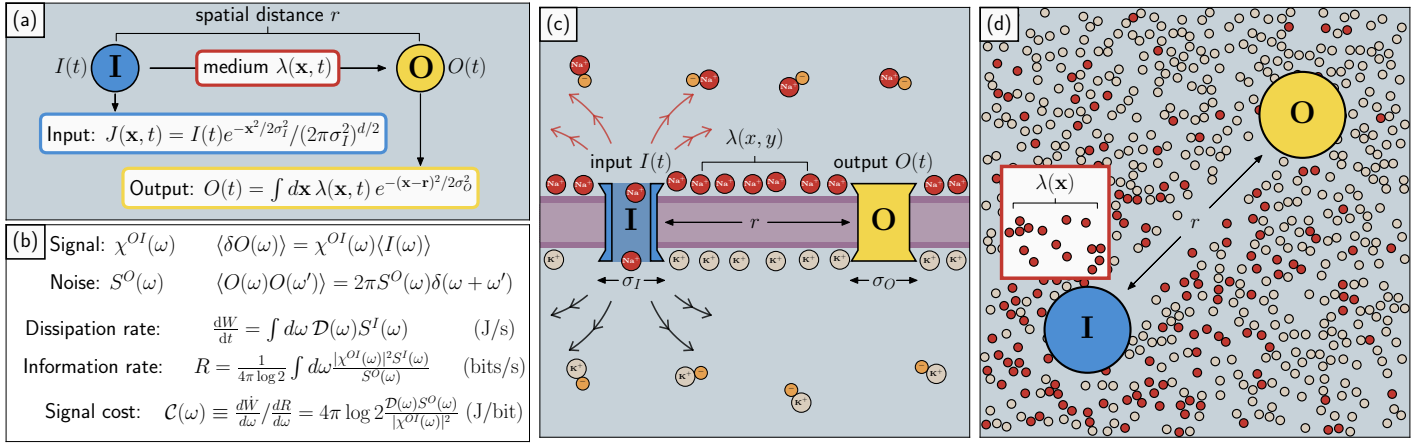 (a)
spatial distance r
I(t) I medium λ(x, t) O O(t)
Input: J(x, t) = I(t)e^{−x²/2σ_I²}/(2πσ_I²)^{d/2}
Output: O(t) = ∫ dx λ(x, t) e^{−(x−r)²/2σ_O²}
(b)
Signal: χ^{OI}(ω) ⟨δO(ω)⟩ = χ^{OI}(ω)⟨I(ω)⟩
Noise: S^O(ω) ⟨O(ω)O(ω′)⟩ = 2πS^O(ω)δ(ω + ω′)
Dissipation rate: dW/dt = ∫ dω 𝒟(ω)S^I(ω) (J/s)
Information rate: R = 1/(4π log 2) ∫ dω |χ^{OI}(ω)|²S^I(ω)/S^O(ω) (bits/s)
Signal cost: 𝒞(ω) ≡ dẆ/dω / dR/dω = 4π log 2 𝒟(ω)S^O(ω)/|χ^{OI}(ω)|² (J/bit)
(c)
Na⁺ − − Na⁺ Na⁺ − Na⁺ −
λ(x, y)
input I(t) output O(t)
Na⁺ Na⁺ Na⁺ Na⁺ Na⁺ Na⁺ Na⁺ Na⁺ Na⁺ Na⁺ Na⁺
I r O
K⁺ Na⁺ K⁺ K⁺ K⁺ K⁺ K⁺ K⁺ K⁺ K⁺
σ_I σ_O
K⁺ − K⁺ − K⁺ − K⁺ −
(d)
O
λ(x)
r
I